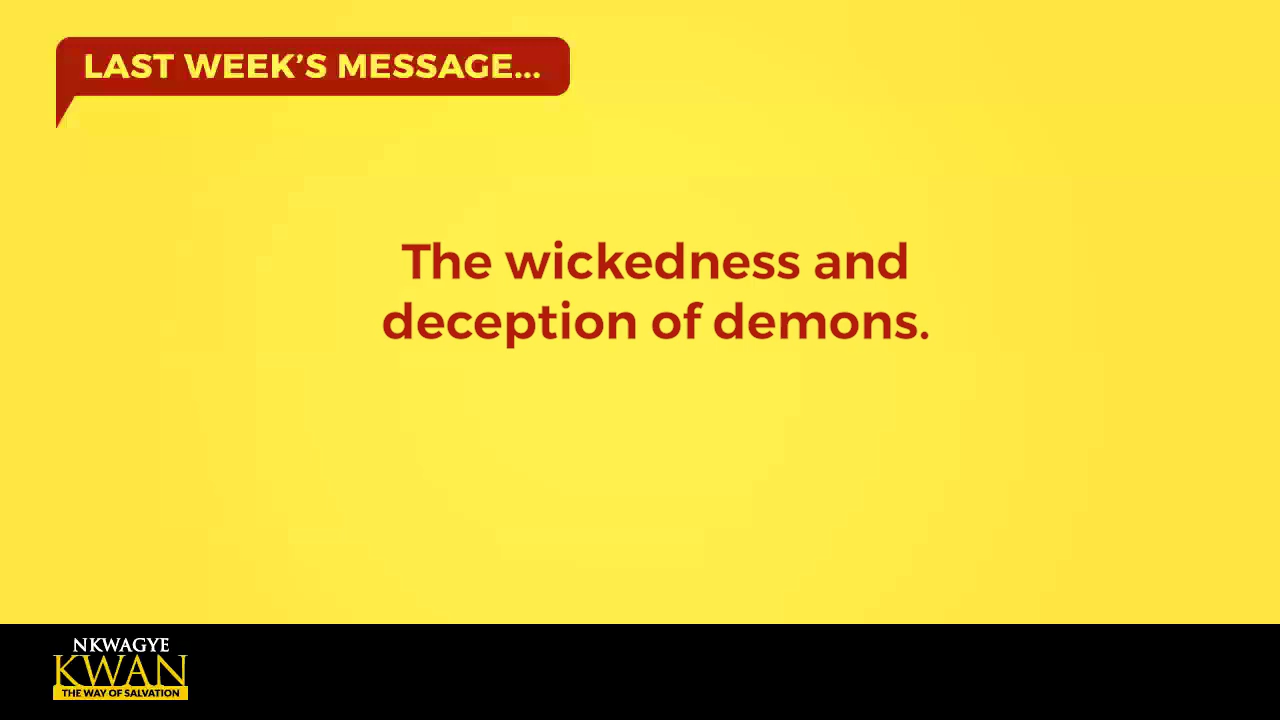 LAST WEEK'S MESSAGE...
The wickedness and
deception of demons.
NKWAGYE
KWAN
THE WAY OF SALVATION